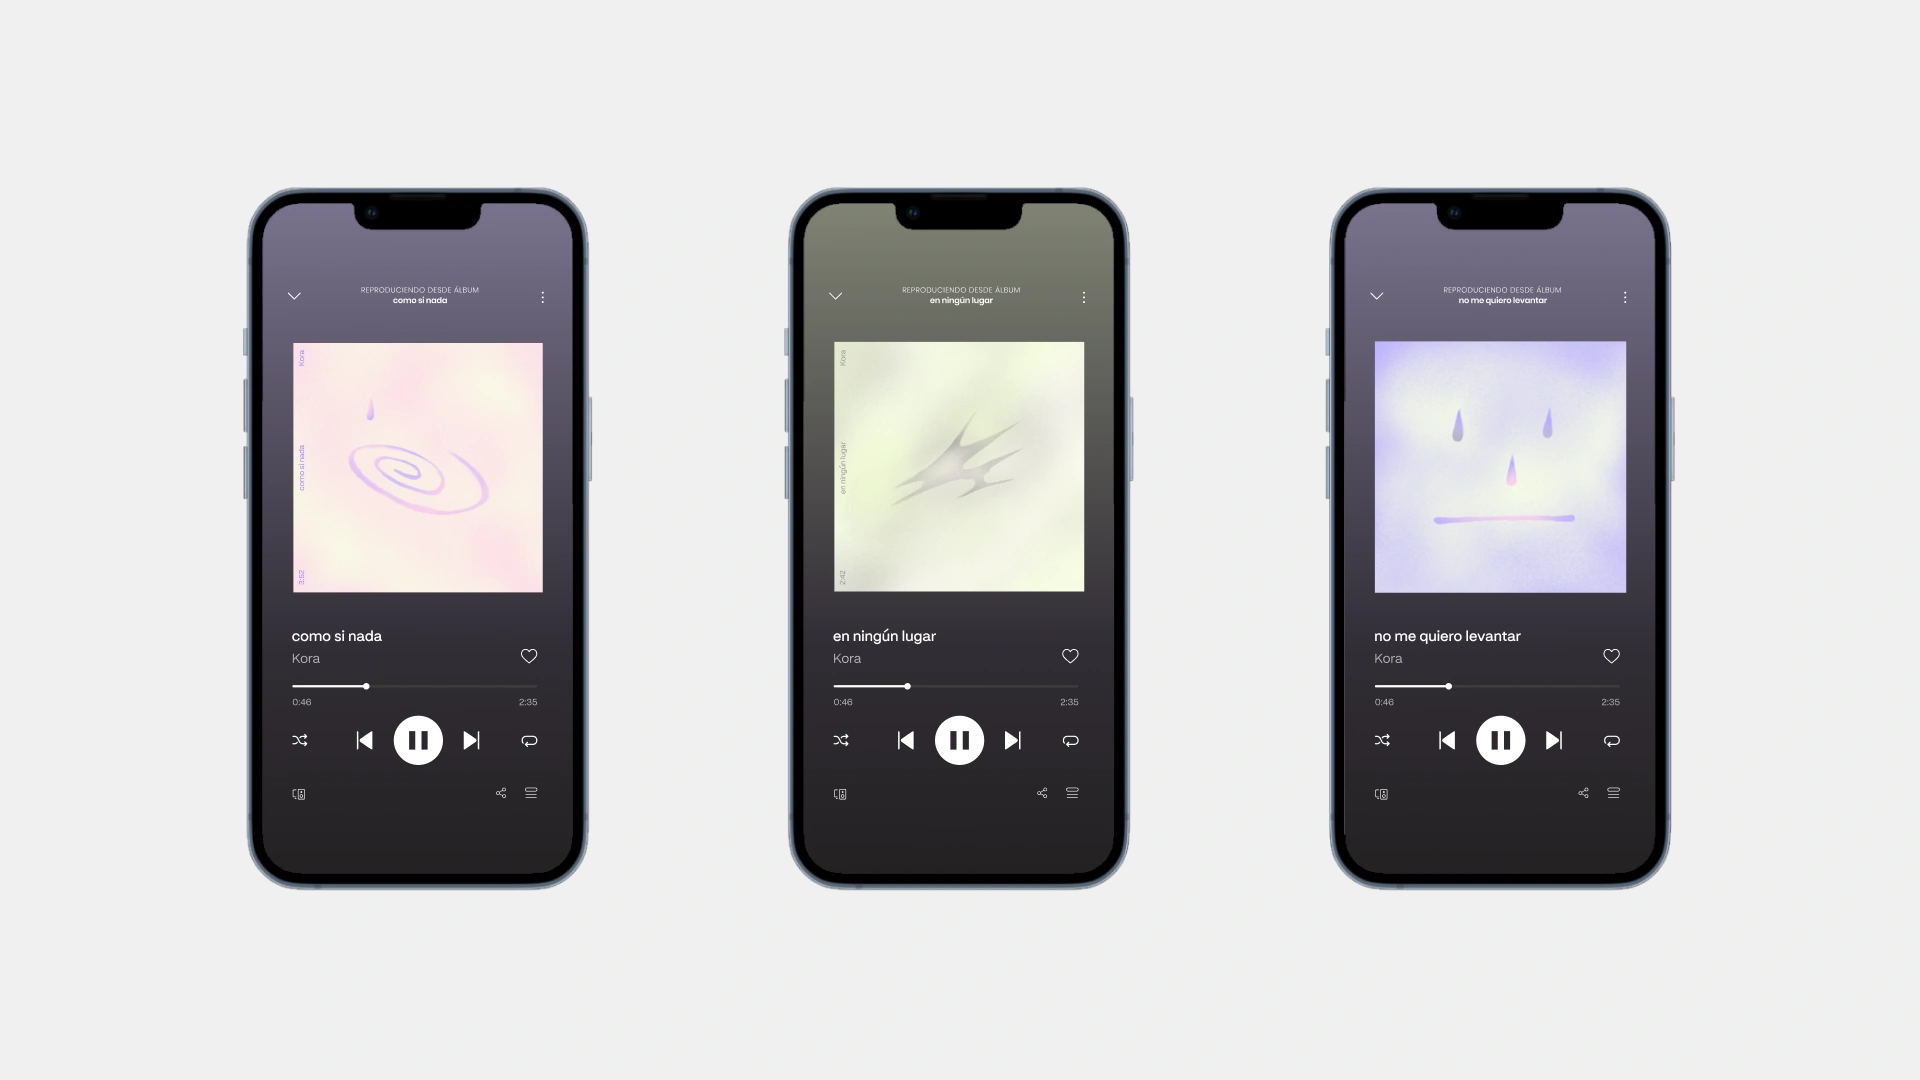 REPRODUCIENDO DESDE ÁLBUM
como si nada
Kora
como si nada
3:52
como si nada
Kora
0:46
2:35
REPRODUCIENDO DESDE ÁLBUM
en ningún lugar
Kora
en ningún lugar
2:42
en ningún lugar
Kora
0:46
2:35
REPRODUCIENDO DESDE ÁLBUM
no me quiero levantar
no me quiero levantar
Kora
0:46
2:35